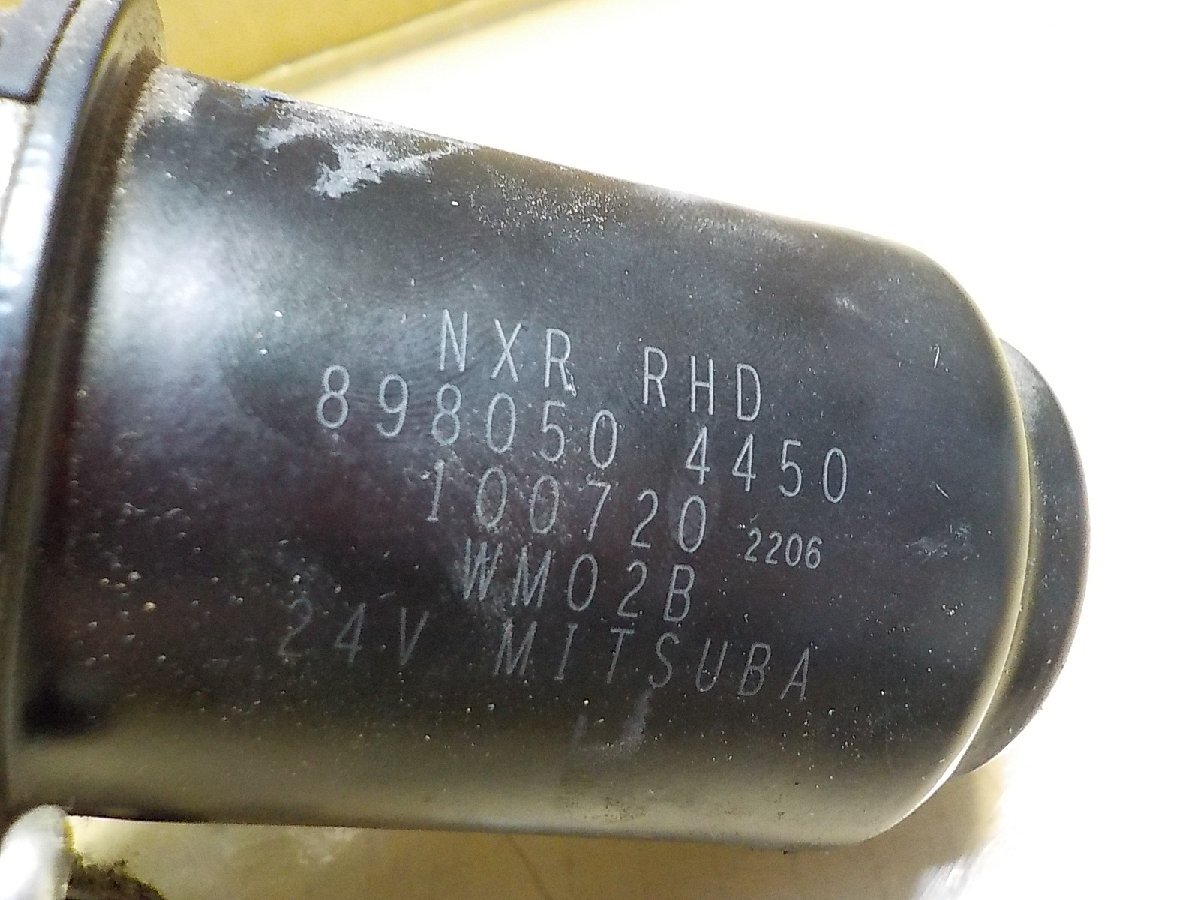 NXR RHD
898050 4450
100720 2206
WM02B
24V MITSUBA